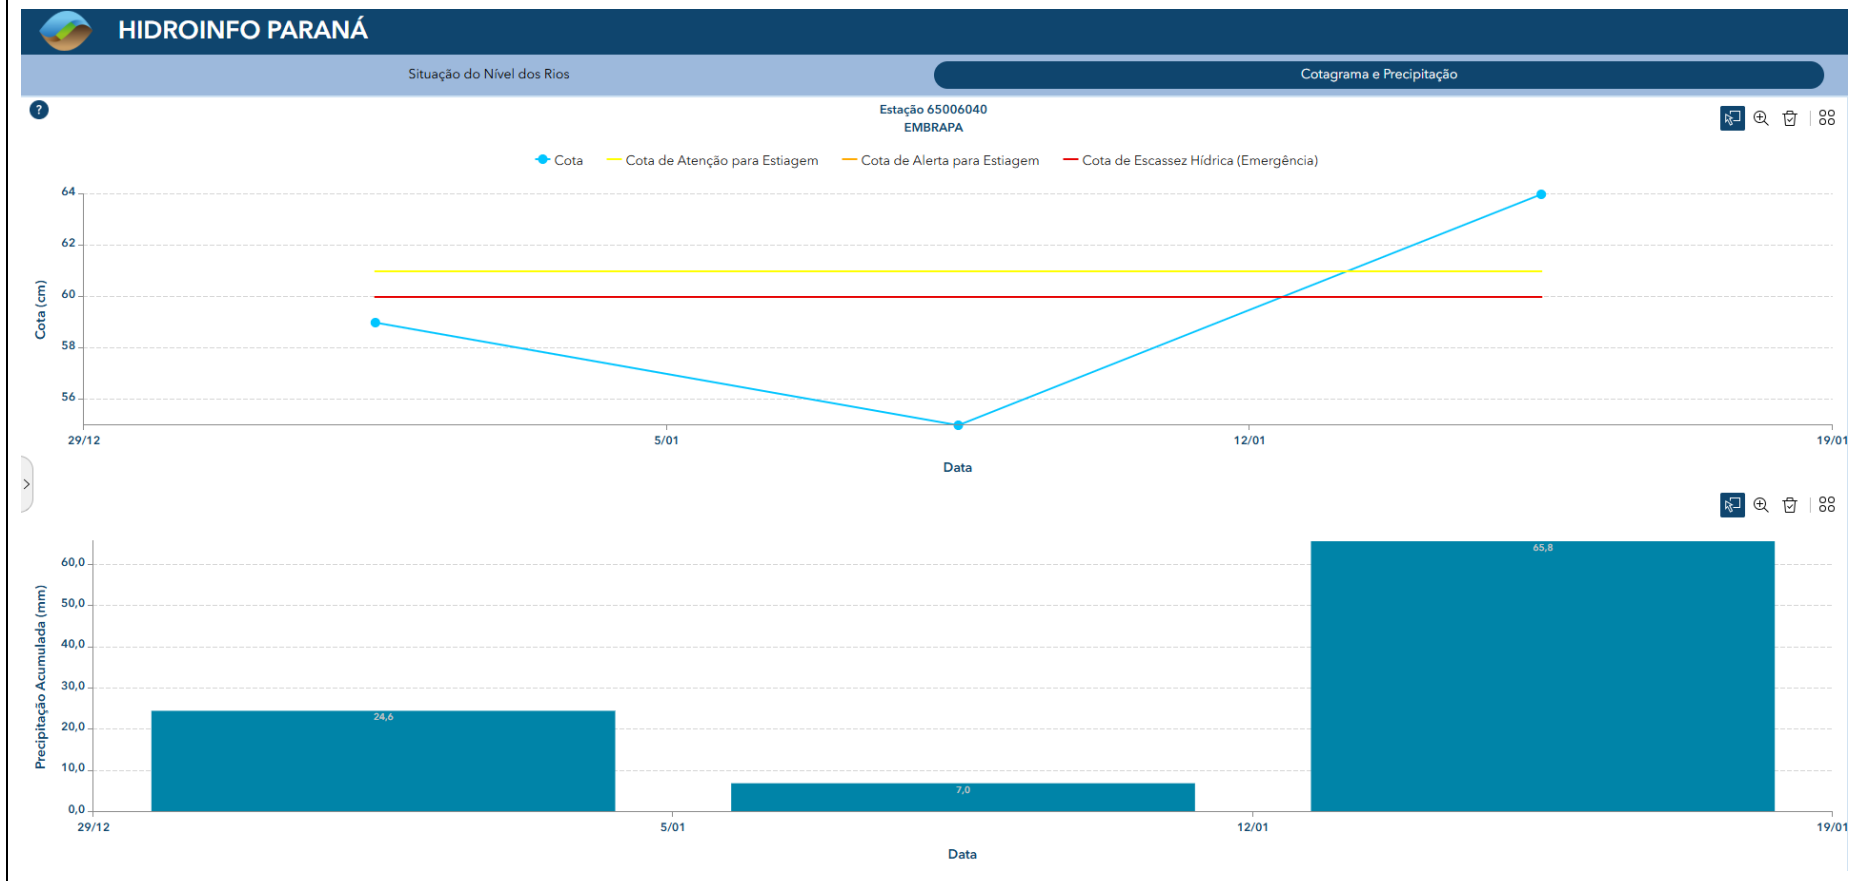 HIDROINFO PARANÁ
Situação do Nível dos Rios
Cotagrama e Precipitação
?
Estação 65006040
EMBRAPA
Cota
Cota de Atenção para Estiagem
Cota de Alerta para Estiagem
Cota de Escassez Hídrica (Emergência)
Cota (cm)
64
62
60
58
56
29/12
5/01
12/01
19/01
Data
Precipitação Acumulada (mm)
60,0
50,0
40,0
30,0
20,0
10,0
0,0
24,6
7,0
65,8
29/12
5/01
12/01
19/01
Data